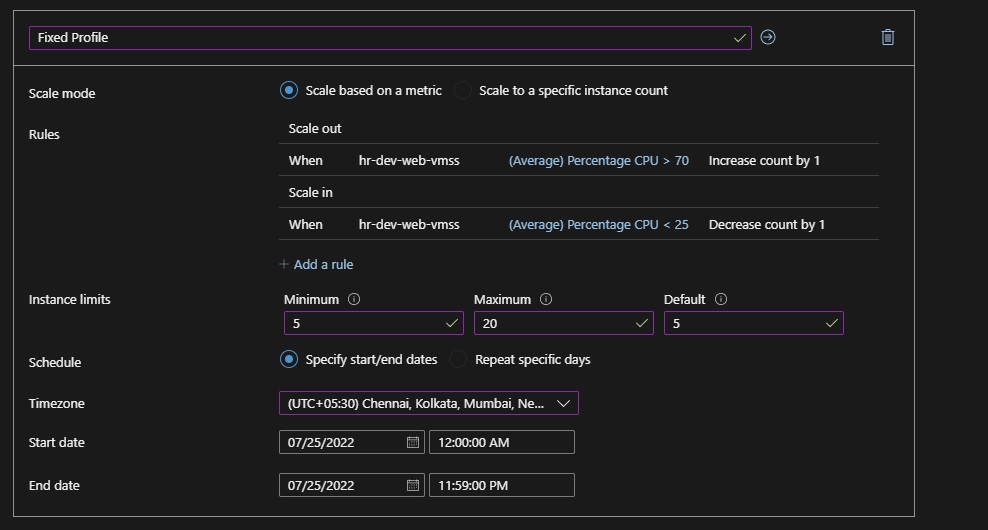 Fixed Profile
Scale mode Scale based on a metric Scale to a specific instance count
Rules
Scale out
When hr-dev-web-vmss (Average) Percentage CPU > 70 Increase count by 1
Scale in
When hr-dev-web-vmss (Average) Percentage CPU < 25 Decrease count by 1
+ Add a rule
Instance limits Minimum Maximum Default
5 20 5
Schedule Specify start/end dates Repeat specific days
Timezone (UTC+05:30) Chennai, Kolkata, Mumbai, Ne...
Start date 07/25/2022 12:00:00 AM
End date 07/25/2022 11:59:00 PM